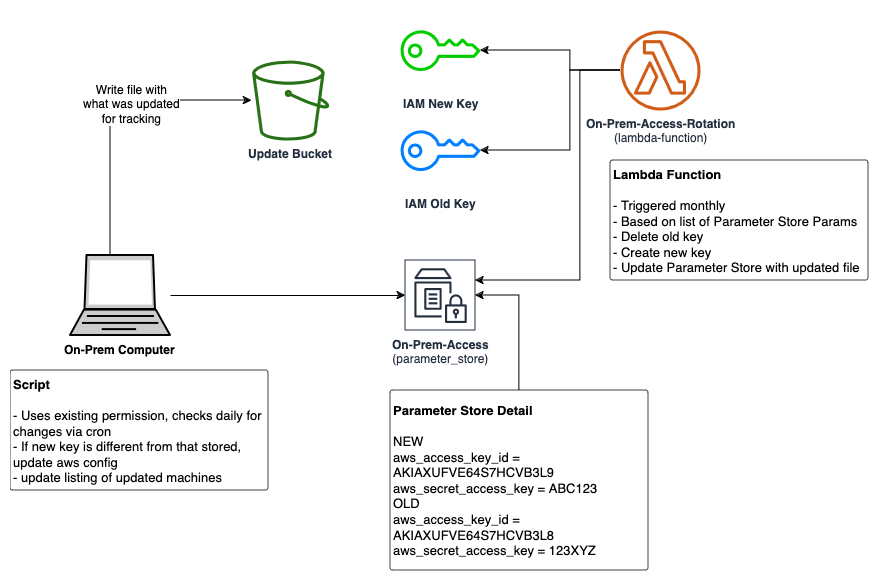 Write file with
what was updated
for tracking
Update Bucket
IAM New Key
IAM Old Key
On-Prem-Access-Rotation
(lambda-function)
Lambda Function
- Triggered monthly
- Based on list of Parameter Store Params
- Delete old key
- Create new key
- Update Parameter Store with updated file
On-Prem Computer
On-Prem-Access
(parameter_store)
Script
- Uses existing permission, checks daily for
changes via cron
- If new key is different from that stored,
update aws config
- update listing of updated machines
Parameter Store Detail
NEW
aws_access_key_id =
AKIAXUFVE64S7HCVB3L9
aws_secret_access_key = ABC123
OLD
aws_access_key_id =
AKIAXUFVE64S7HCVB3L8
aws_secret_access_key = 123XYZ